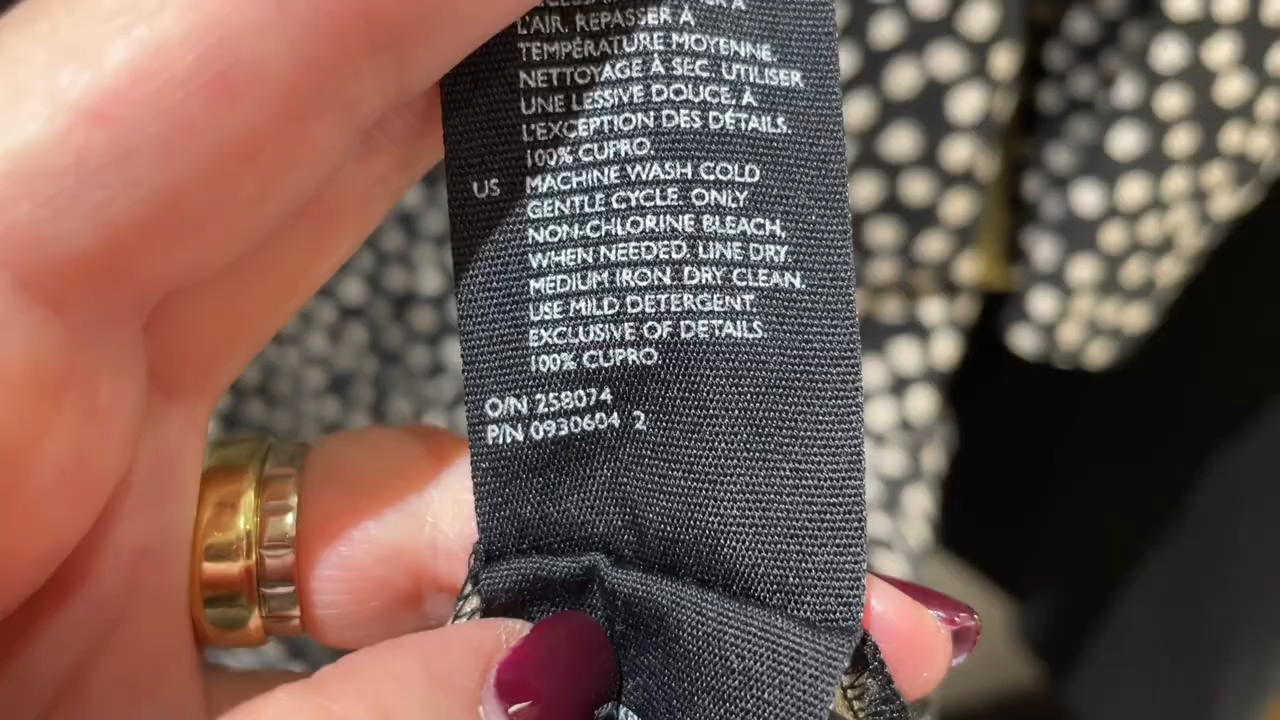 L'AIR. REPASSER À
TEMPÉRATURE MOYENNE.
NETTOYAGE À SEC. UTILISER
UNE LESSIVE DOUCE. À
L'EXCEPTION DES DÉTAILS.
100% CUPRO.
US MACHINE WASH COLD
GENTLE CYCLE. ONLY
NON-CHLORINE BLEACH,
WHEN NEEDED. LINE DRY.
MEDIUM IRON. DRY CLEAN.
USE MILD DETERGENT.
EXCLUSIVE OF DETAILS
100% CUPRO.
O/N 258074
P/N 0930604 2